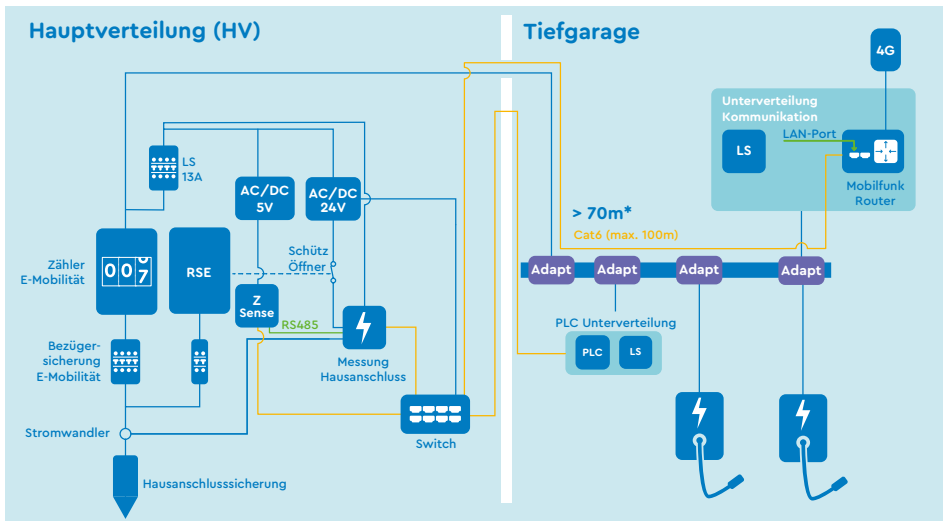 Hauptverteilung (HV)
Tiefgarage
4G
Unterverteilung
Kommunikation
LAN-Port
LS
Mobilfunk
Router
LS
13A
AC/DC
5V
AC/DC
24V
> 70m*
Cat6 (max. 100m)
Schütz
Öffner
Zähler
E-Mobilität
007
RSE
Adapt
Adapt
Adapt
Adapt
Z
Sense
RS485
PLC Unterverteilung
PLC
LS
Bezüger-
sicherung
E-Mobilität
Messung
Hausanschluss
Stromwandler
Switch
Hausanschlusssicherung